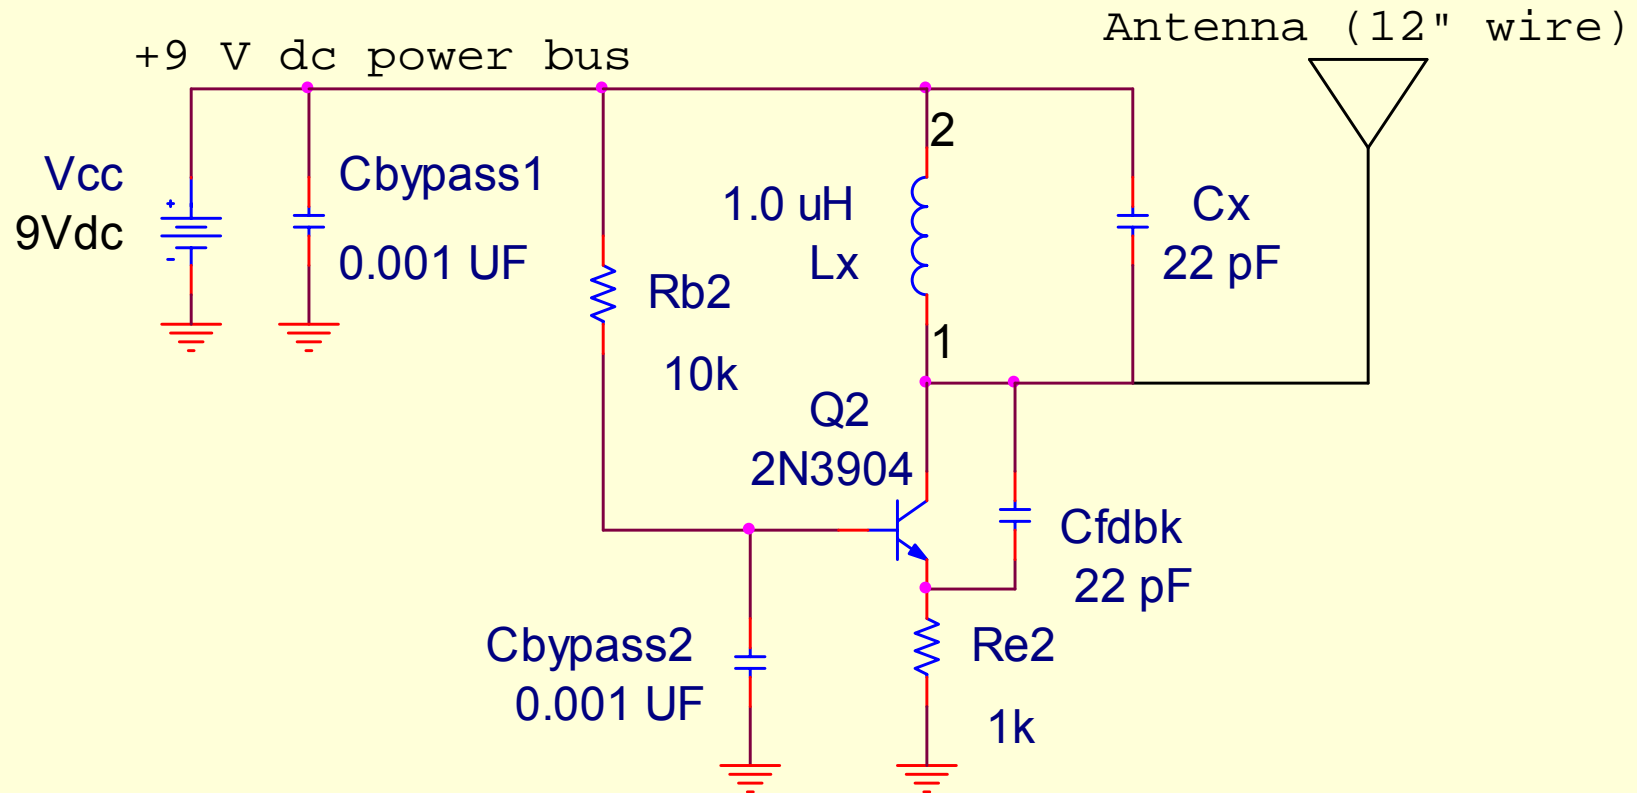 Antenna (12" wire)
+9 V dc power bus
2
Vcc
9Vdc
+
-
Cbypass1
0.001 UF
1.0 uH
Lx
Cx
22 pF
Rb2
10k
1
Q2
2N3904
Cfdbk
22 pF
Cbypass2
0.001 UF
Re2
1k